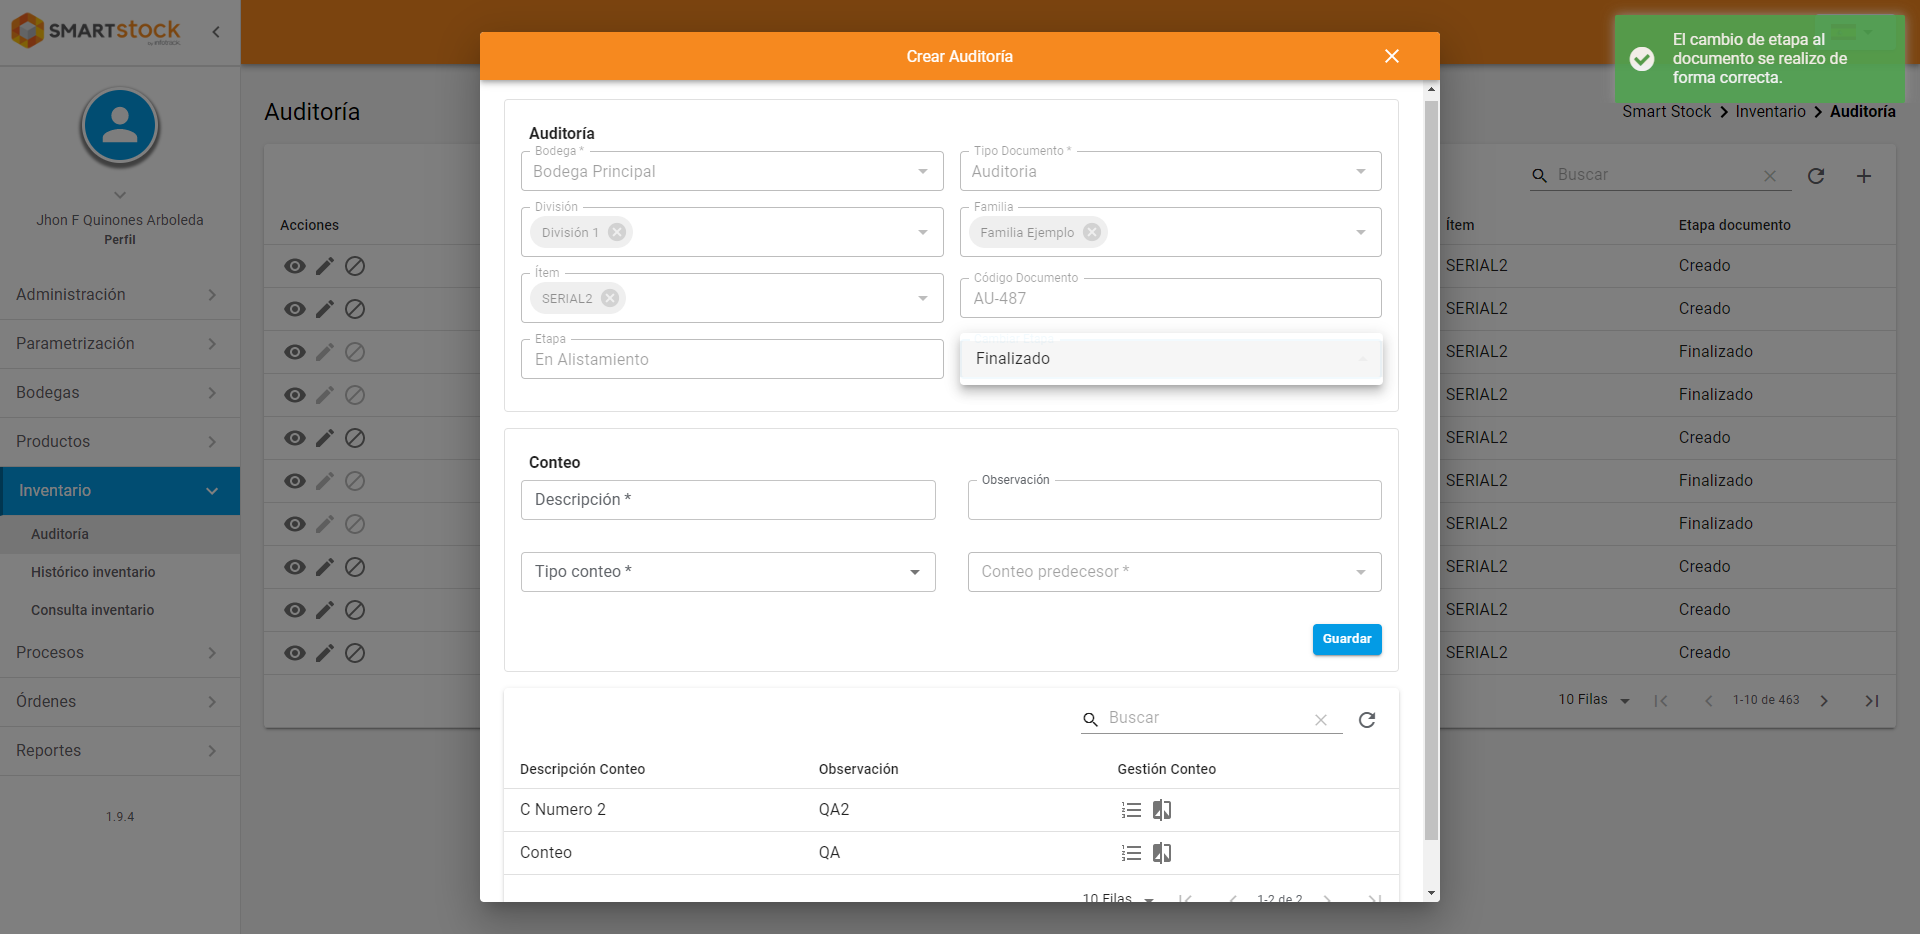 SMARTSTOCK
by infotrack
Crear Auditoría
El cambio de etapa al
documento se realizo de
forma correcta.
Auditoría
Smart Stock > Inventario > Auditoría
Jhon F Quinones Arboleda
Perfil
Administración
Parametrización
Bodegas
Productos
Inventario
Auditoría
Histórico inventario
Consulta inventario
Procesos
Órdenes
Reportes
1.9.4
Acciones
Auditoría
Bodega *
Bodega Principal
Tipo Documento *
Auditoria
División
División 1
Familia
Familia Ejemplo
Ítem
SERIAL2
Código Documento
AU-487
Etapa
En Alistamiento
Finalizado
Conteo
Descripción *
Observación
Tipo conteo *
Conteo predecesor *
Guardar
Buscar
Descripción Conteo Observación Gestión Conteo
C Numero 2 QA2
Conteo QA
10 Filas 1-2 de 2
Buscar
Ítem Etapa documento
SERIAL2 Creado
SERIAL2 Creado
SERIAL2 Finalizado
SERIAL2 Finalizado
SERIAL2 Creado
SERIAL2 Finalizado
SERIAL2 Finalizado
SERIAL2 Creado
SERIAL2 Creado
SERIAL2 Creado
10 Filas 1-10 de 463